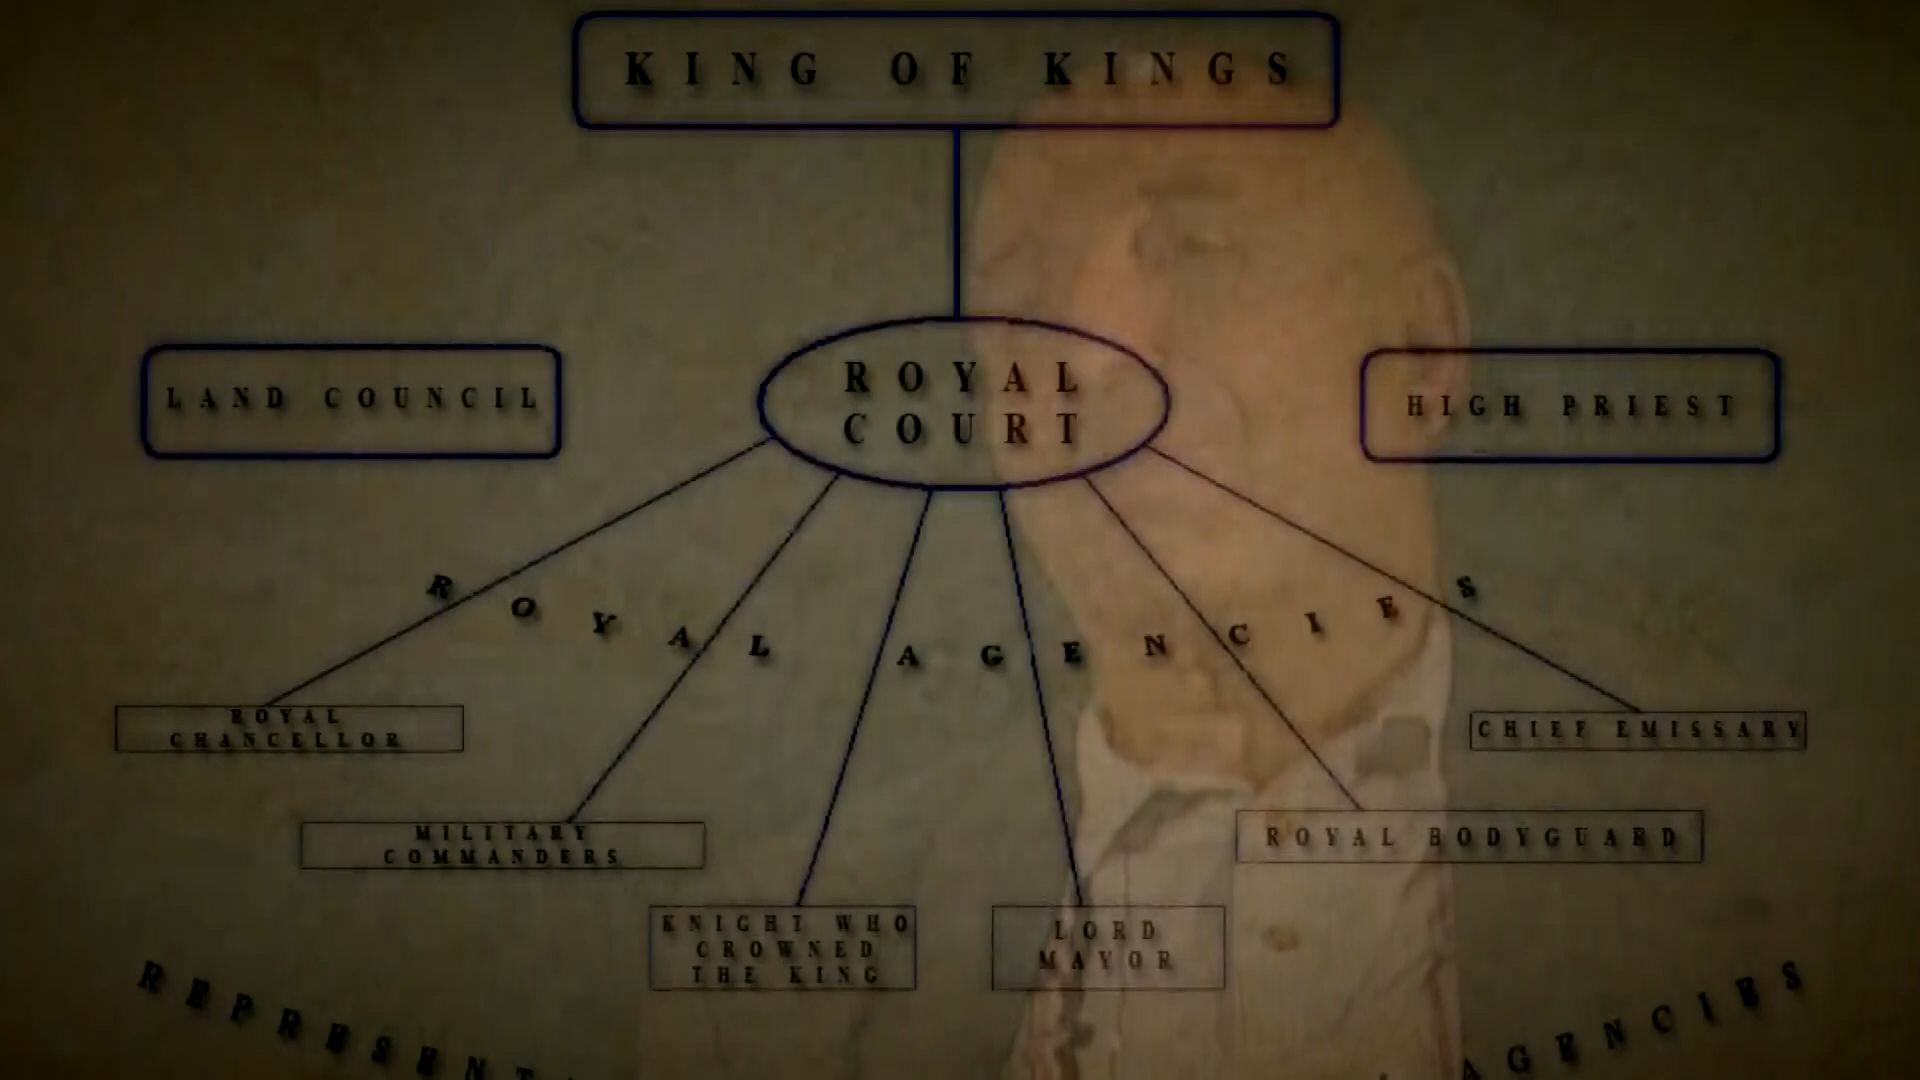 KING OF KINGS
LAND COUNCIL
ROYAL
COURT
HIGH PRIEST
ROYAL AGENCIES
ROYAL
CHANCELLOR
CHIEF EMISSARY
MILITARY
COMMANDERS
ROYAL BODYGUARD
KNIGHT WHO
CROWNED
THE KING
LORD
MAYOR
AGENCIES